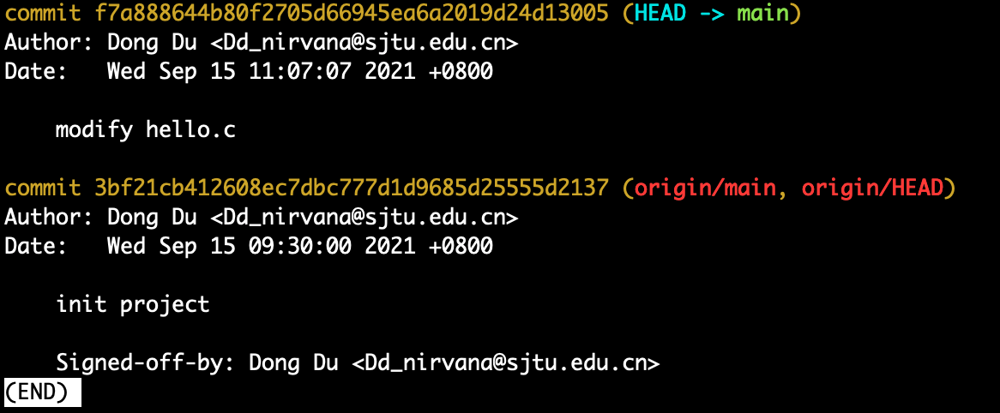 commit f7a888644b80f2705d66945ea6a2019d24d13005 (HEAD -> main)
Author: Dong Du <Dd_nirvana@sjtu.edu.cn>
Date:   Wed Sep 15 11:07:07 2021 +0800
    modify hello.c
commit 3bf21cb412608ec7dbc777d1d9685d25555d2137 (origin/main, origin/HEAD)
Author: Dong Du <Dd_nirvana@sjtu.edu.cn>
Date:   Wed Sep 15 09:30:00 2021 +0800
    init project
    Signed-off-by: Dong Du <Dd_nirvana@sjtu.edu.cn>
(END)